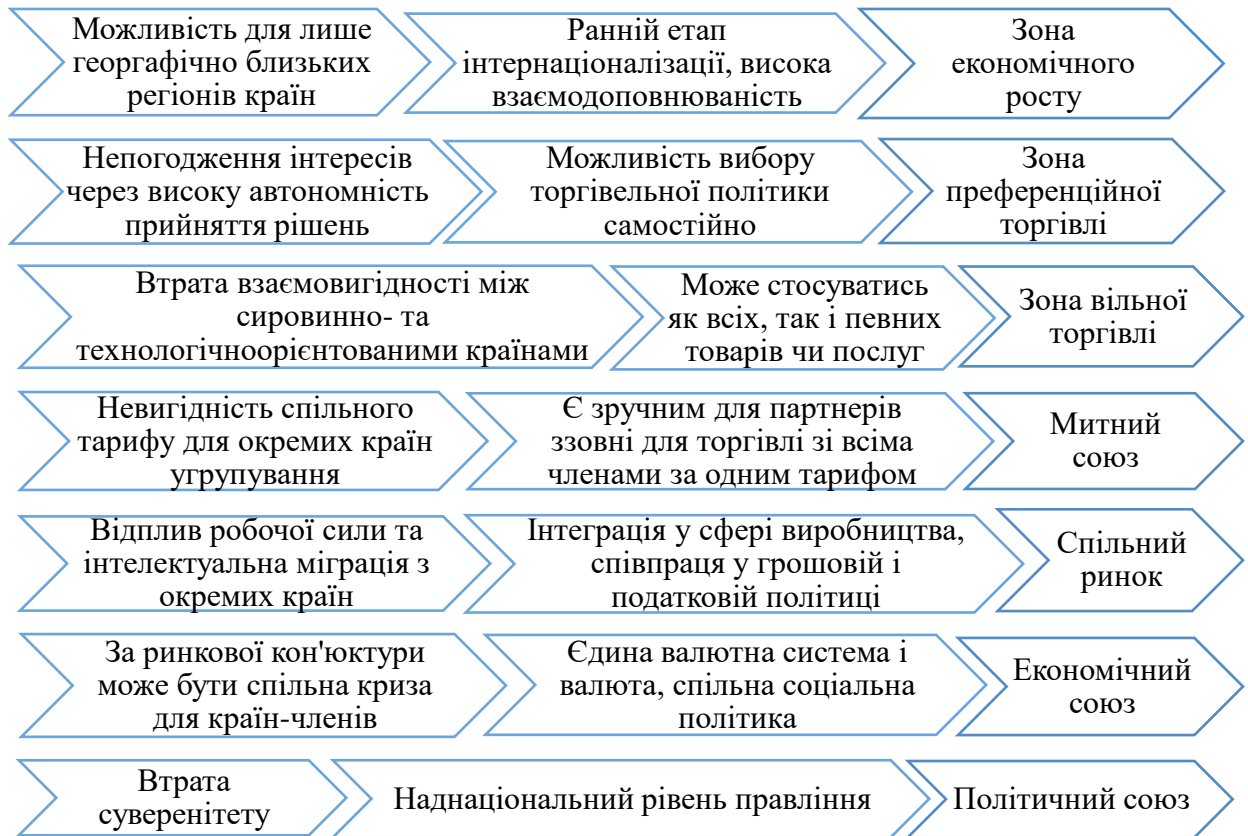 Можливість для лише
георгафічно близьких
регіонів країн
Ранній етап
інтернаціоналізації, висока
взаємодоповнюваність
Зона
економічного
росту
Непогодження інтересів
через високу автономність
прийняття рішень
Можливість вибору
торгівельної політики
самостійно
Зона
преференційної
торгівлі
Втрата взаємовигідності між
сировинно- та
технологічноорієнтованими країнами
Може стосуватись
як всіх, так і певних
товарів чи послуг
Зона вільної
торгівлі
Невигідність спільного
тарифу для окремих країн
угрупування
Є зручним для партнерів
ззовні для торгівлі зі всіма
членами за одним тарифом
Митний
союз
Відплив робочої сили та
інтелектуальна міграція з
окремих країн
Інтеграція у сфері виробництва,
співпраця у грошовій і
податковій політиці
Спільний
ринок
За ринкової кон'юктури
може бути спільна криза
для країн-членів
Єдина валютна система і
валюта, спільна соціальна
політика
Економічний
союз
Втрата
суверенітету
Наднаціональний рівень правління
Політичний союз